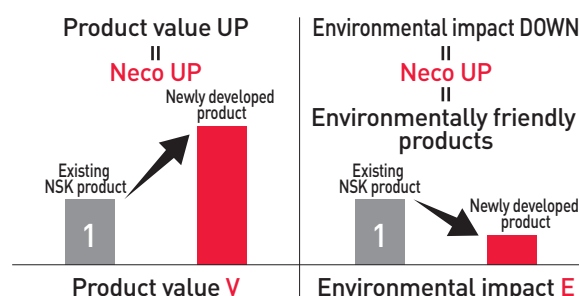 Product value UP
=
Neco UP
Newly developed
product
Existing
NSK product
1
Product value V
Environmental impact DOWN
=
Neco UP
=
Environmentally friendly
products
Existing
NSK product
1
Newly developed
product
Environmental impact E